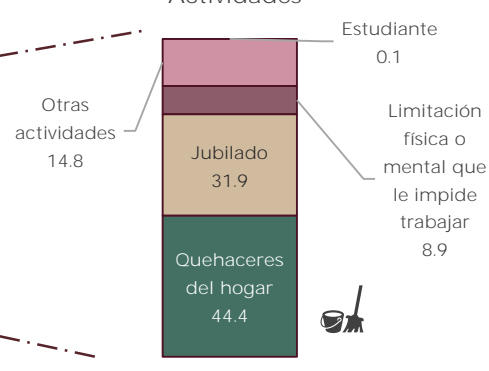 Actividades
Estudiante
0.1
Otras
actividades
14.8
Limitación
física o
mental que
le impide
trabajar
8.9
Jubilado
31.9
Quehaceres
del hogar
44.4